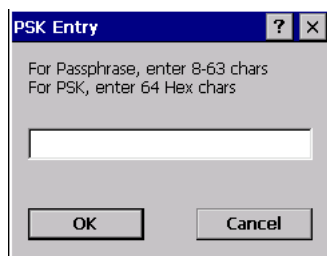 PSK Entry ? ×
For Passphrase, enter 8-63 chars
For PSK, enter 64 Hex chars
OK Cancel